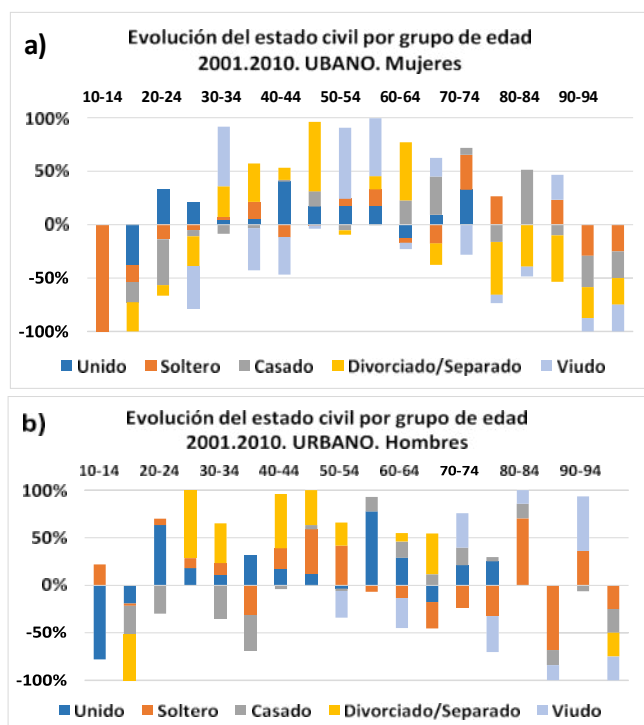 a)
Evolución del estado civil por grupo de edad
2001.2010. UBANO. Mujeres
10-14 20-24 30-34 40-44 50-54 60-64 70-74 80-84 90-94
100%
50%
0%
-50%
-100%
Unido Soltero Casado Divorciado/Separado Viudo
b)
Evolución del estado civil por grupo de edad
2001.2010. URBANO. Hombres
10-14 20-24 30-34 40-44 50-54 60-64 70-74 80-84 90-94
100%
50%
0%
-50%
-100%
Unido Soltero Casado Divorciado/Separado Viudo